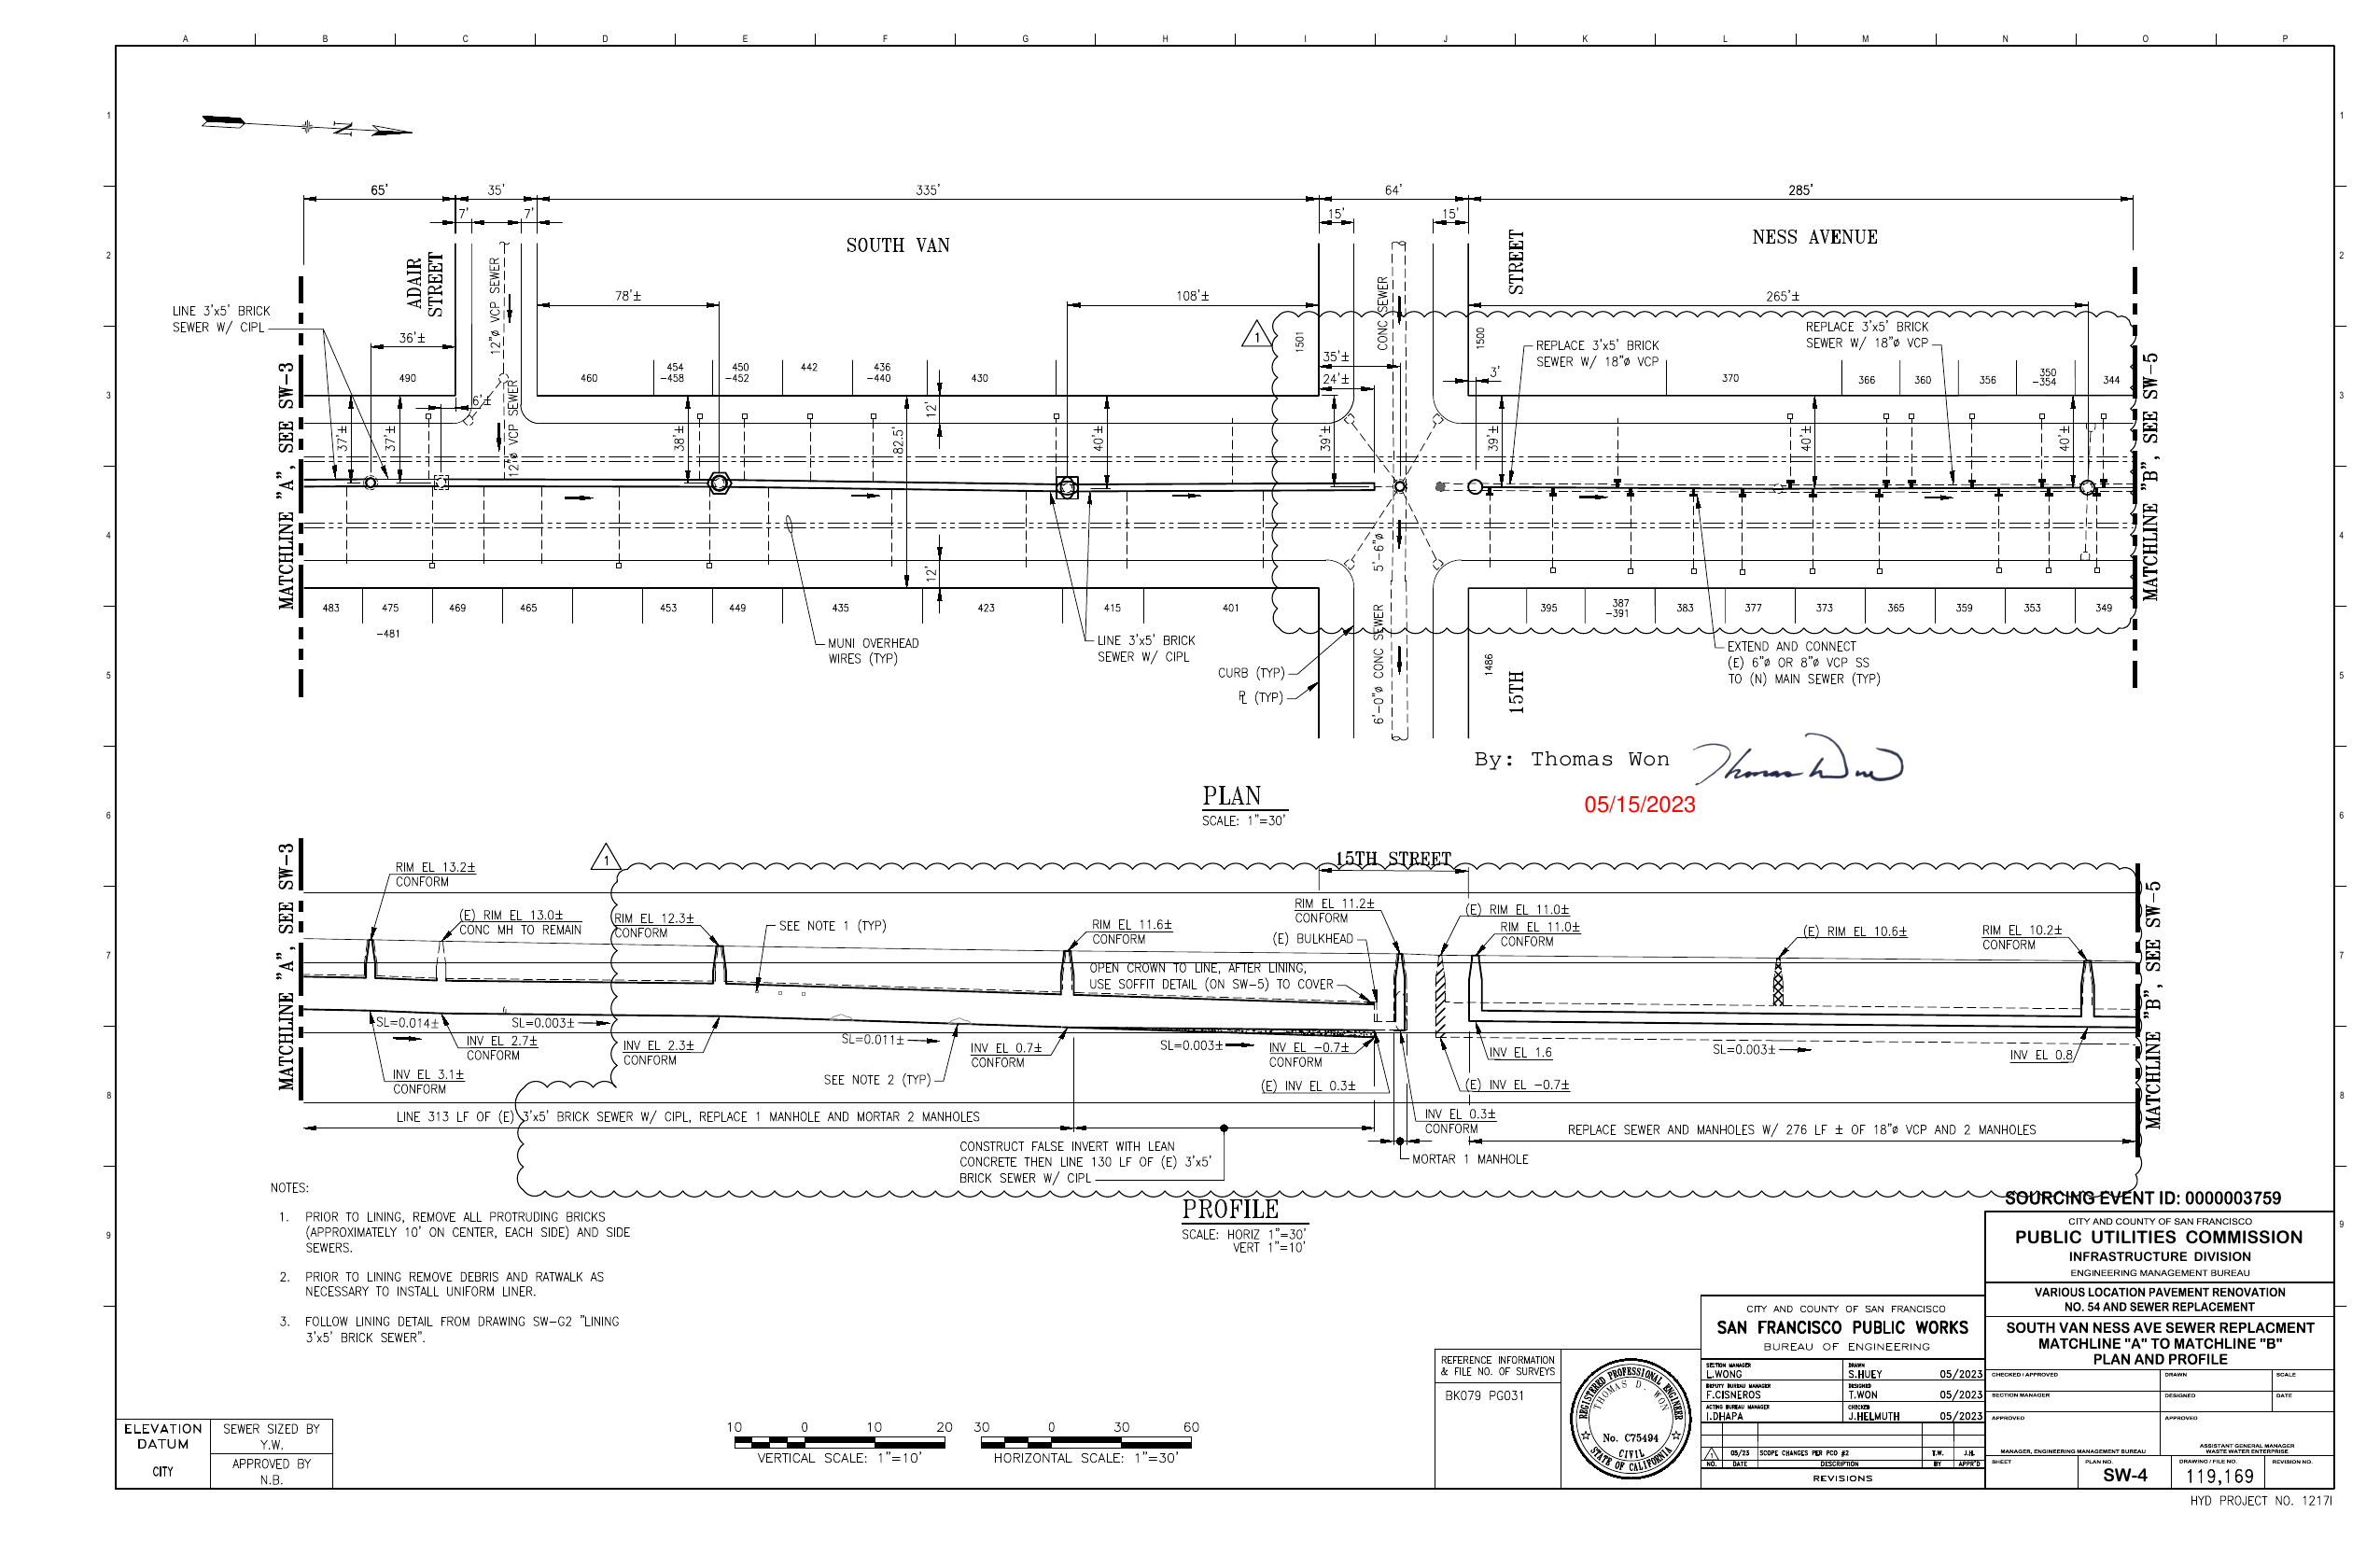 A B C D E F G H I J K L M N O P
1
2
3
4
5
6
7
8
9
1
2
3
4
5
6
7
9
N
65'
35'
335'
64'
285'
7'
7'
15'
15'
SOUTH VAN
NESS AVENUE
ADAIR
STREET
STREET
LINE 3'x5' BRICK
SEWER W/ CIPL
12"ø VCP SEWER
12"ø VCP SEWER
CONC SEWER
78'±
108'±
265'±
36'±
6'±
1
1501
1500
35'±
24'±
3'
REPLACE 3'x5' BRICK
SEWER W/ 18"ø VCP
REPLACE 3'x5' BRICK
SEWER W/ 18"ø VCP
490
460
454
-458
450
-452
442
436
-440
430
370
366
360
356
350
-354
344
MATCHLINE "A", SEE SW-3
MATCHLINE "B", SEE SW-5
37'±
37'±
38'±
82.5'
12'
40'±
39'±
39'±
40'±
40'±
12'
5'-6"ø
6'-0"ø CONC SEWER
483
475
-481
469
465
453
449
435
423
415
401
395
387
-391
383
377
373
365
359
353
349
MUNI OVERHEAD
WIRES (TYP)
LINE 3'x5' BRICK
SEWER W/ CIPL
CURB (TYP)
PL (TYP)
1486
15TH
EXTEND AND CONNECT
(E) 6"ø OR 8"ø VCP SS
TO (N) MAIN SEWER (TYP)
By: Thomas Won
Thomas Won
05/15/2023
PLAN
SCALE: 1"=30'
MATCHLINE "A", SEE SW-3
MATCHLINE "B", SEE SW-5
1
15TH STREET
RIM EL 13.2±
CONFORM
(E) RIM EL 13.0±
CONC MH TO REMAIN
RIM EL 12.3±
CONFORM
SEE NOTE 1 (TYP)
RIM EL 11.6±
CONFORM
RIM EL 11.2±
CONFORM
(E) BULKHEAD
(E) RIM EL 11.0±
RIM EL 11.0±
CONFORM
(E) RIM EL 10.6±
RIM EL 10.2±
CONFORM
OPEN CROWN TO LINE, AFTER LINING,
USE SOFFIT DETAIL (ON SW-5) TO COVER
SL=0.014±
SL=0.003±
INV EL 2.7±
CONFORM
INV EL 3.1±
CONFORM
INV EL 2.3±
CONFORM
SL=0.011±
SEE NOTE 2 (TYP)
INV EL 0.7±
CONFORM
SL=0.003±
INV EL -0.7±
CONFORM
(E) INV EL 0.3±
INV EL 1.6
(E) INV EL -0.7±
INV EL 0.3±
CONFORM
SL=0.003±
INV EL 0.8
LINE 313 LF OF (E) 3'x5' BRICK SEWER W/ CIPL, REPLACE 1 MANHOLE AND MORTAR 2 MANHOLES
CONSTRUCT FALSE INVERT WITH LEAN
CONCRETE THEN LINE 130 LF OF (E) 3'x5'
BRICK SEWER W/ CIPL
MORTAR 1 MANHOLE
REPLACE SEWER AND MANHOLES W/ 276 LF ± OF 18"ø VCP AND 2 MANHOLES
PROFILE
SCALE: HORIZ 1"=30'
VERT 1"=10'
NOTES:
1. PRIOR TO LINING, REMOVE ALL PROTRUDING BRICKS
(APPROXIMATELY 10' ON CENTER, EACH SIDE) AND SIDE
SEWERS.
2. PRIOR TO LINING REMOVE DEBRIS AND RATWALK AS
NECESSARY TO INSTALL UNIFORM LINER.
3. FOLLOW LINING DETAIL FROM DRAWING SW-G2 "LINING
3'x5' BRICK SEWER".
ELEVATION
DATUM
CITY
SEWER SIZED BY
Y.W.
APPROVED BY
N.B.
10 0 10 20
VERTICAL SCALE: 1"=10'
30 0 30 60
HORIZONTAL SCALE: 1"=30'
REFERENCE INFORMATION
& FILE NO. OF SURVEYS
BK079 PG031
REGISTERED PROFESSIONAL ENGINEER
THOMAS D. WON
No. C75494
CIVIL
STATE OF CALIFORNIA
CITY AND COUNTY OF SAN FRANCISCO
SAN FRANCISCO PUBLIC WORKS
BUREAU OF ENGINEERING
SECTION MANAGER
L.WONG
DRAWN
S.HUEY 05/2023
DEPUTY BUREAU MANAGER
F.CISNEROS
DESIGNED
T.WON 05/2023
ACTING BUREAU MANAGER
I.DHAPA
CHECKED
J.HELMUTH 05/2023
1 05/23 SCOPE CHANGES PER PCO #2 T.W. J.H.
NO. DATE DESCRIPTION BY APPR'D
REVISIONS
SOURCING EVENT ID: 0000003759
CITY AND COUNTY OF SAN FRANCISCO
PUBLIC UTILITIES COMMISSION
INFRASTRUCTURE DIVISION
ENGINEERING MANAGEMENT BUREAU
VARIOUS LOCATION PAVEMENT RENOVATION
NO. 54 AND SEWER REPLACEMENT
SOUTH VAN NESS AVE SEWER REPLACMENT
MATCHLINE "A" TO MATCHLINE "B"
PLAN AND PROFILE
CHECKED / APPROVED DRAWN SCALE
SECTION MANAGER DESIGNED DATE
APPROVED APPROVED
MANAGER, ENGINEERING MANAGEMENT BUREAU
ASSISTANT GENERAL MANAGER
WASTE WATER ENTERPRISE
SHEET PLAN NO. DRAWING / FILE NO. REVISION NO.
SW-4 119,169
HYD PROJECT NO. 1217I